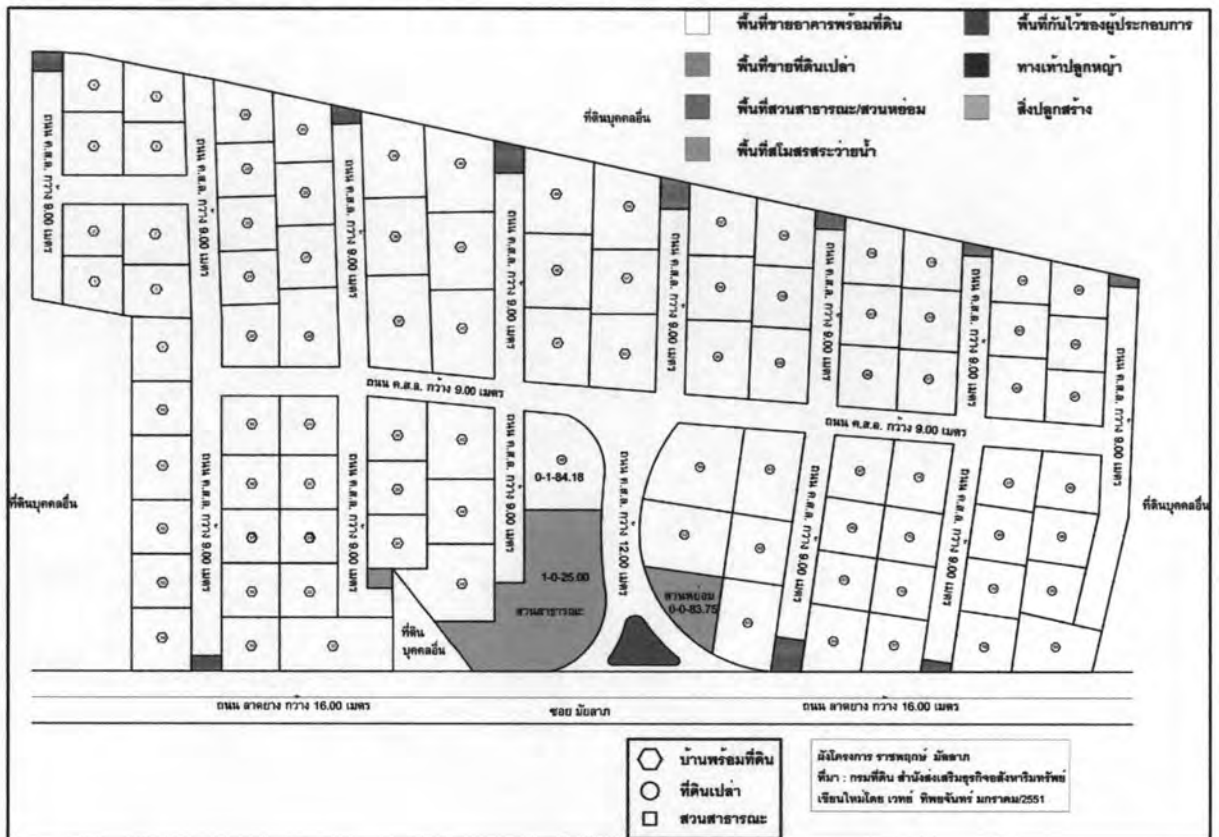 พื้นที่ขายอาคารพร้อมที่ดิน
พื้นที่กันไว้ของผู้ประกอบการ
พื้นที่ขายที่ดินเปล่า
ทางเท้าปลูกหญ้า
พื้นที่สวนสาธารณะ/สวนหย่อม
สิ่งปลูกสร้าง
พื้นที่สโมสรสระว่ายน้ำ
ที่ดินบุคคลอื่น
ถนน ค.ส.ล. กว้าง 9.00 เมตร
ถนน ค.ส.ล. กว้าง 9.00 เมตร
ถนน ค.ส.ล. กว้าง 9.00 เมตร
ถนน ค.ส.ล. กว้าง 9.00 เมตร
ถนน ค.ส.ล. กว้าง 9.00 เมตร
ถนน ค.ส.ล. กว้าง 9.00 เมตร
ถนน ค.ส.ล. กว้าง 9.00 เมตร
ถนน ค.ส.ล. กว้าง 9.00 เมตร
ถนน ค.ส.ล. กว้าง 9.00 เมตร
ถนน ค.ส.ล. กว้าง 9.00 เมตร
ที่ดินบุคคลอื่น
ถนน ค.ส.ล. กว้าง 9.00 เมตร
ถนน ค.ส.ล. กว้าง 9.00 เมตร
ถนน ค.ส.ล. กว้าง 9.00 เมตร
0-1-84.18
ถนน ค.ส.ล. กว้าง 12.00 เมตร
ถนน ค.ส.ล. กว้าง 9.00 เมตร
ถนน ค.ส.ล. กว้าง 9.00 เมตร
ที่ดินบุคคลอื่น
1-0-25.00
สวนสาธารณะ
สวนหย่อม
0-0-83.75
ที่ดิน
บุคคลอื่น
ถนน ลาดยาง กว้าง 16.00 เมตร
ซอย มัยลาภ
ถนน ลาดยาง กว้าง 16.00 เมตร
บ้านพร้อมที่ดิน
ที่ดินเปล่า
สวนสาธารณะ
ผังโครงการ ราชพฤกษ์ มัยลาภ
ที่มา : กรมที่ดิน สำนังส่งเสริมธุรกิจอสังหาริมทรัพย์
เขียนใหม่โดย เวทย์ ทิพยจันทร์ มกราคม/2551